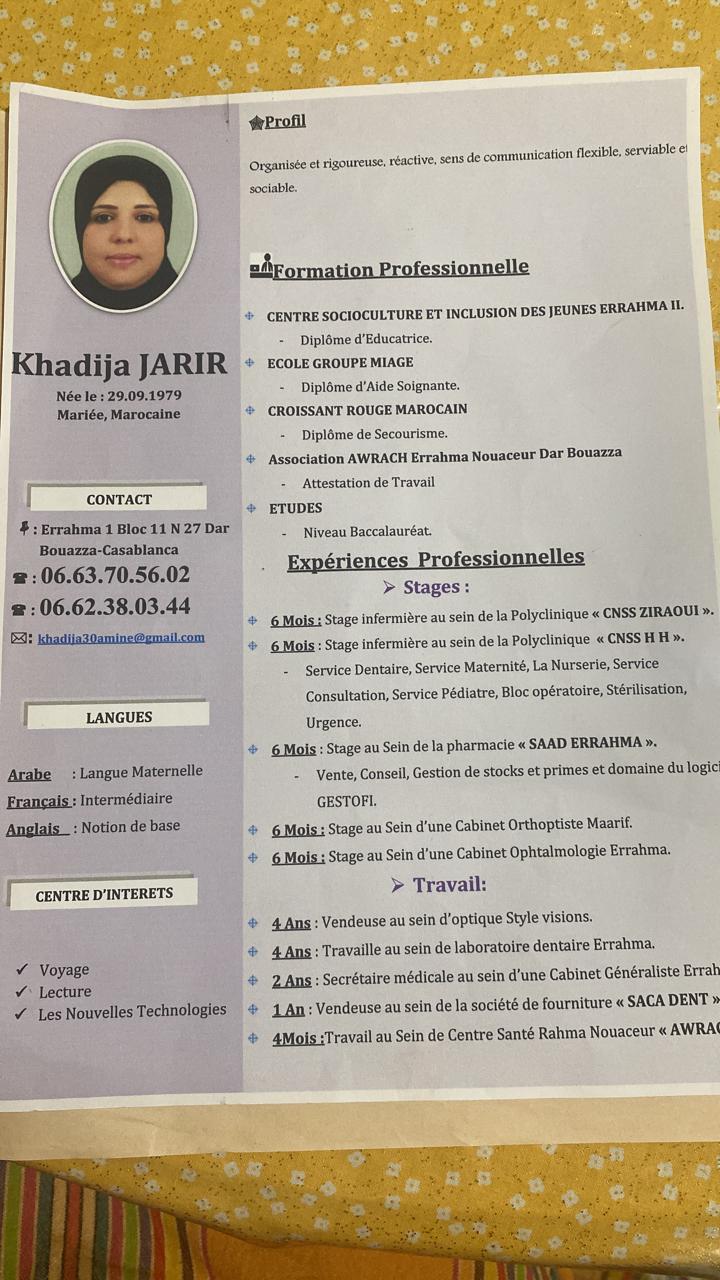 Profil
Organisée et rigoureuse, réactive, sens de communication flexible, serviable et
sociable.
Formation Professionnelle
CENTRE SOCIOCULTURE ET INCLUSION DES JEUNES ERRAHMA II.
- Diplôme d'Educatrice.
ECOLE GROUPE MIAGE
- Diplôme d'Aide Soignante.
CROISSANT ROUGE MAROCAIN
- Diplôme de Secourisme.
Association AWRACH Errahma Nouaceur Dar Bouazza
- Attestation de Travail
ETUDES
- Niveau Baccalauréat.
Expériences Professionnelles
➢ Stages :
6 Mois : Stage infermière au sein de la Polyclinique « CNSS ZIRAOUI ».
6 Mois : Stage infermière au sein de la Polyclinique « CNSS H H ».
- Service Dentaire, Service Maternité, La Nurserie, Service
Consultation, Service Pédiatre, Bloc opératoire, Stérilisation,
Urgence.
6 Mois : Stage au Sein de la pharmacie « SAAD ERRAHMA ».
- Vente, Conseil, Gestion de stocks et primes et domaine du logici
GESTOFI.
6 Mois : Stage au Sein d'une Cabinet Orthoptiste Maarif.
6 Mois : Stage au Sein d'une Cabinet Ophtalmologie Errahma.
➢ Travail:
4 Ans : Vendeuse au sein d'optique Style visions.
4 Ans : Travaille au sein de laboratoire dentaire Errahma.
2 Ans : Secrétaire médicale au sein d'une Cabinet Généraliste Errah
1 An : Vendeuse au sein de la société de fourniture « SACA DENT »
4Mois :Travail au Sein de Centre Santé Rahma Nouaceur « AWRAC
Khadija JARIR
Née le : 29.09.1979
Mariée, Marocaine
CONTACT
: Errahma 1 Bloc 11 N 27 Dar
Bouazza-Casablanca
☎ : 06.63.70.56.02
☎ : 06.62.38.03.44
✉: khadija30amine@gmail.com
LANGUES
Arabe : Langue Maternelle
Français : Intermédiaire
Anglais : Notion de base
CENTRE D'INTERETS
✓ Voyage
✓ Lecture
✓ Les Nouvelles Technologies